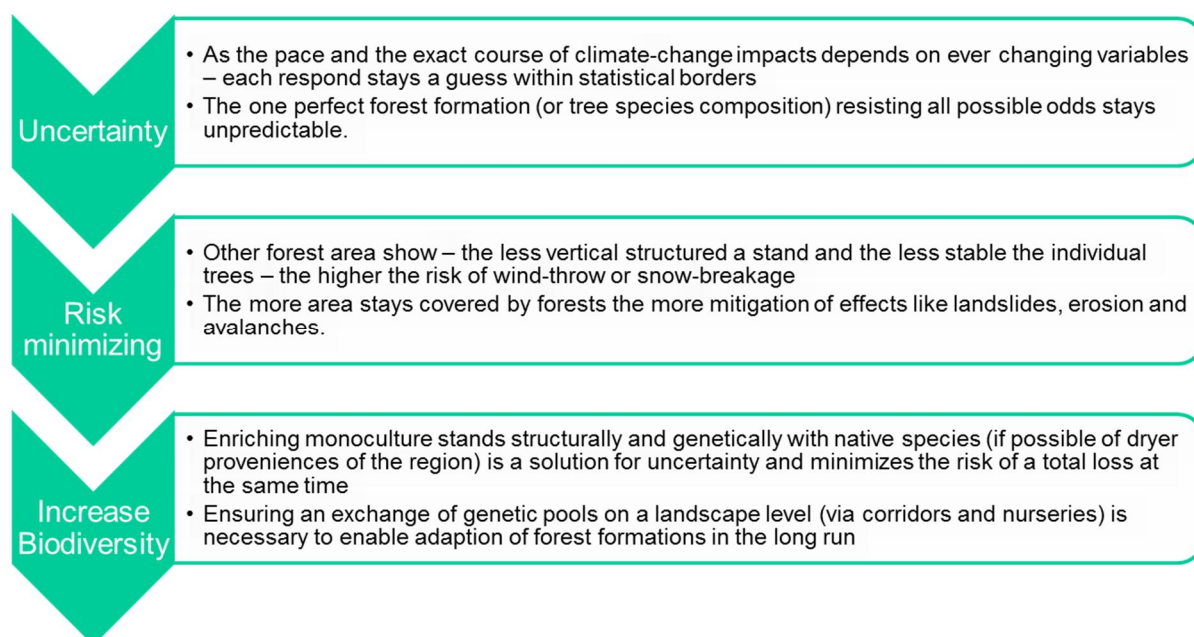 Uncertainty
• As the pace and the exact course of climate-change impacts depends on ever changing variables
– each respond stays a guess within statistical borders
• The one perfect forest formation (or tree species composition) resisting all possible odds stays
unpredictable.
Risk
minimizing
• Other forest area show – the less vertical structured a stand and the less stable the individual
trees – the higher the risk of wind-throw or snow-breakage
• The more area stays covered by forests the more mitigation of effects like landslides, erosion and
avalanches.
Increase
Biodiversity
• Enriching monoculture stands structurally and genetically with native species (if possible of dryer
proveniences of the region) is a solution for uncertainty and minimizes the risk of a total loss at
the same time
• Ensuring an exchange of genetic pools on a landscape level (via corridors and nurseries) is
necessary to enable adaption of forest formations in the long run